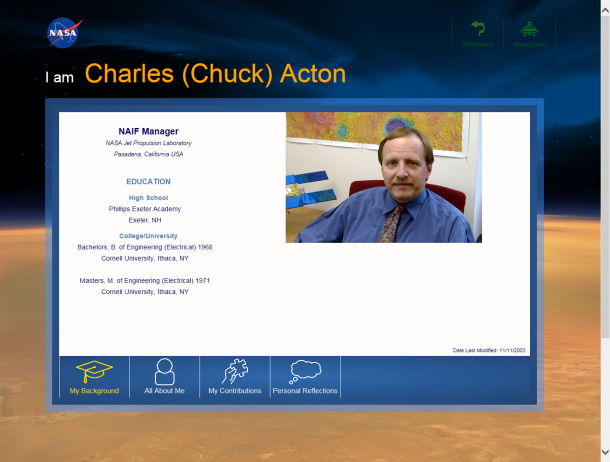 NASA
All Martians
Mars Home
I am Charles (Chuck) Acton
NAIF Manager
NASA Jet Propulsion Laboratory
Pasadena, California USA
EDUCATION
High School
Phillips Exeter Academy
Exeter, NH
College/University
Bachelors, B. of Engineering (Electrical) 1968
Cornell University, Ithaca, NY
Masters, M. of Engineering (Electrical) 1971
Cornell University, Ithaca, NY
Date Last Modified: 11/11/2003
My Background
All About Me
My Contributions
Personal Reflections